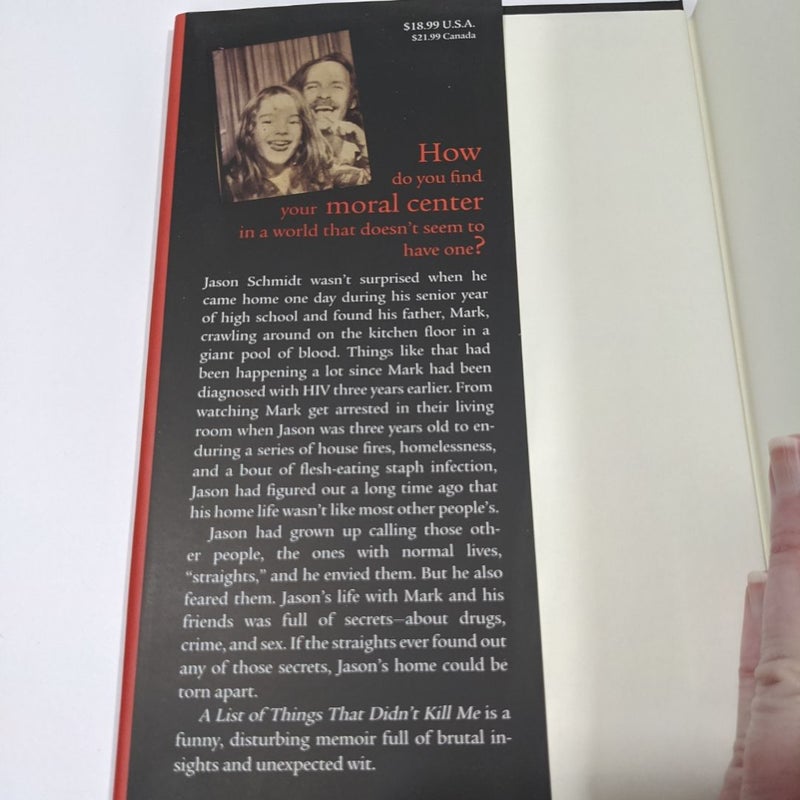 $18.99 U.S.A.
$21.99 Canada
How
do you find
your moral center
in a world that doesn't seem to
have one?
Jason Schmidt wasn't surprised when he
came home one day during his senior year
of high school and found his father, Mark,
crawling around on the kitchen floor in a
giant pool of blood. Things like that had
been happening a lot since Mark had been
diagnosed with HIV three years earlier. From
watching Mark get arrested in their living
room when Jason was three years old to en-
during a series of house fires, homelessness,
and a bout of flesh-eating staph infection,
Jason had figured out a long time ago that
his home life wasn't like most other people's.
Jason had grown up calling those oth-
er people, the ones with normal lives,
“straights,” and he envied them. But he also
feared them. Jason's life with Mark and his
friends was full of secrets—about drugs,
crime, and sex. If the straights ever found out
any of those secrets, Jason's home could be
torn apart.
A List of Things That Didn't Kill Me is a
funny, disturbing memoir full of brutal in-
sights and unexpected wit.